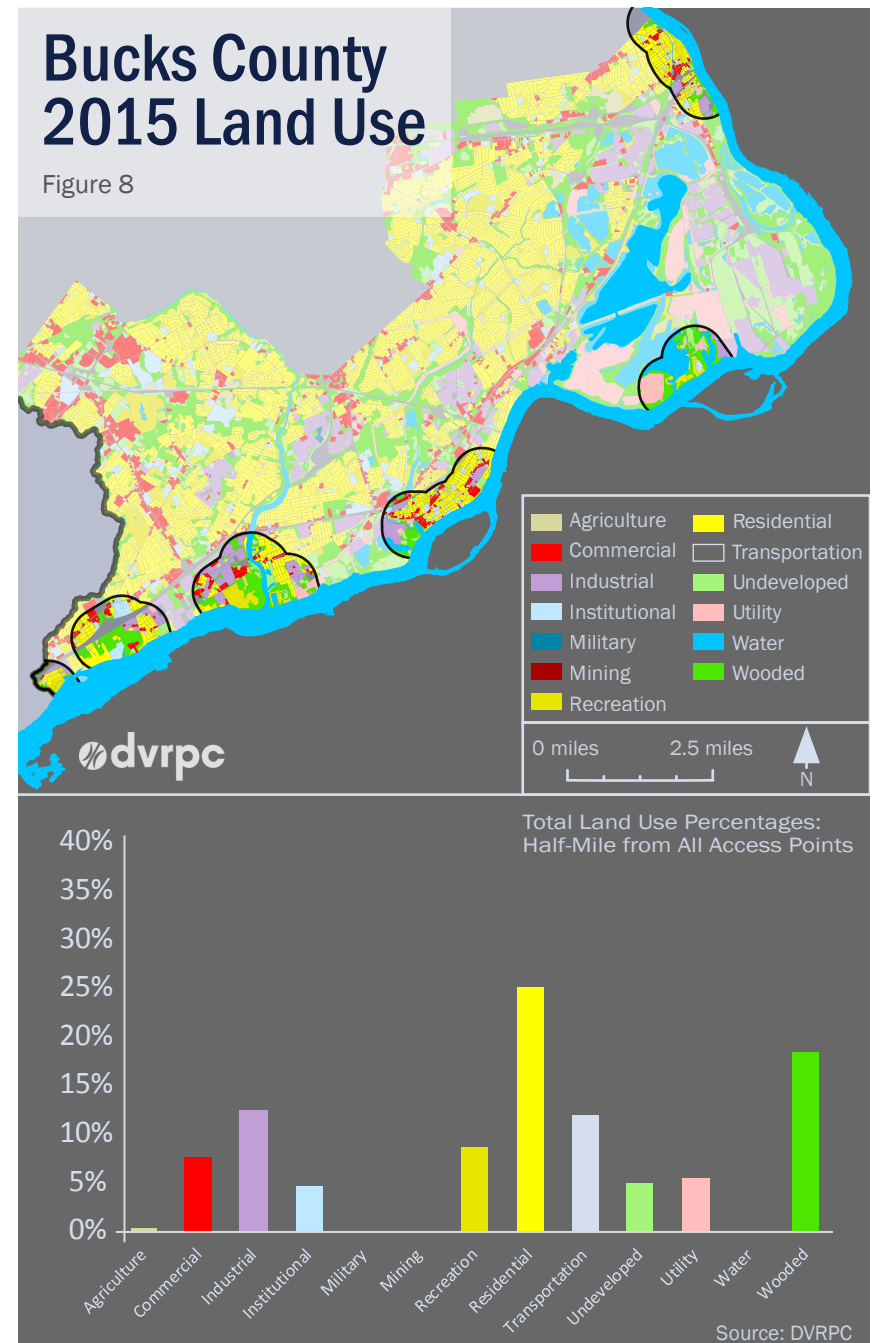 Bucks County
2015 Land Use
Figure 8
Agriculture
Commercial
Industrial
Institutional
Military
Mining
Recreation
Residential
Transportation
Undeveloped
Utility
Water
Wooded
0 miles 2.5 miles
N
dvrpc
Total Land Use Percentages:
Half-Mile from All Access Points
40%
35%
30%
25%
20%
15%
10%
5%
0%
Agriculture
Commercial
Industrial
Institutional
Military
Mining
Recreation
Residential
Transportation
Undeveloped
Utility
Water
Wooded
Source: DVRPC